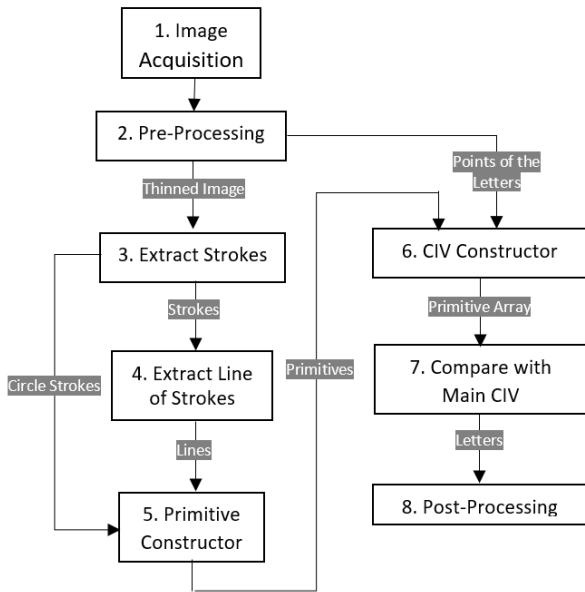 1. Image
Acquisition
2. Pre-Processing
Thinned Image
Points of the
Letters
3. Extract Strokes
6. CIV Constructor
Strokes
Primitive Array
Circle Strokes
4. Extract Line
of Strokes
Primitives
7. Compare with
Main CIV
Lines
Letters
5. Primitive
Constructor
8. Post-Processing